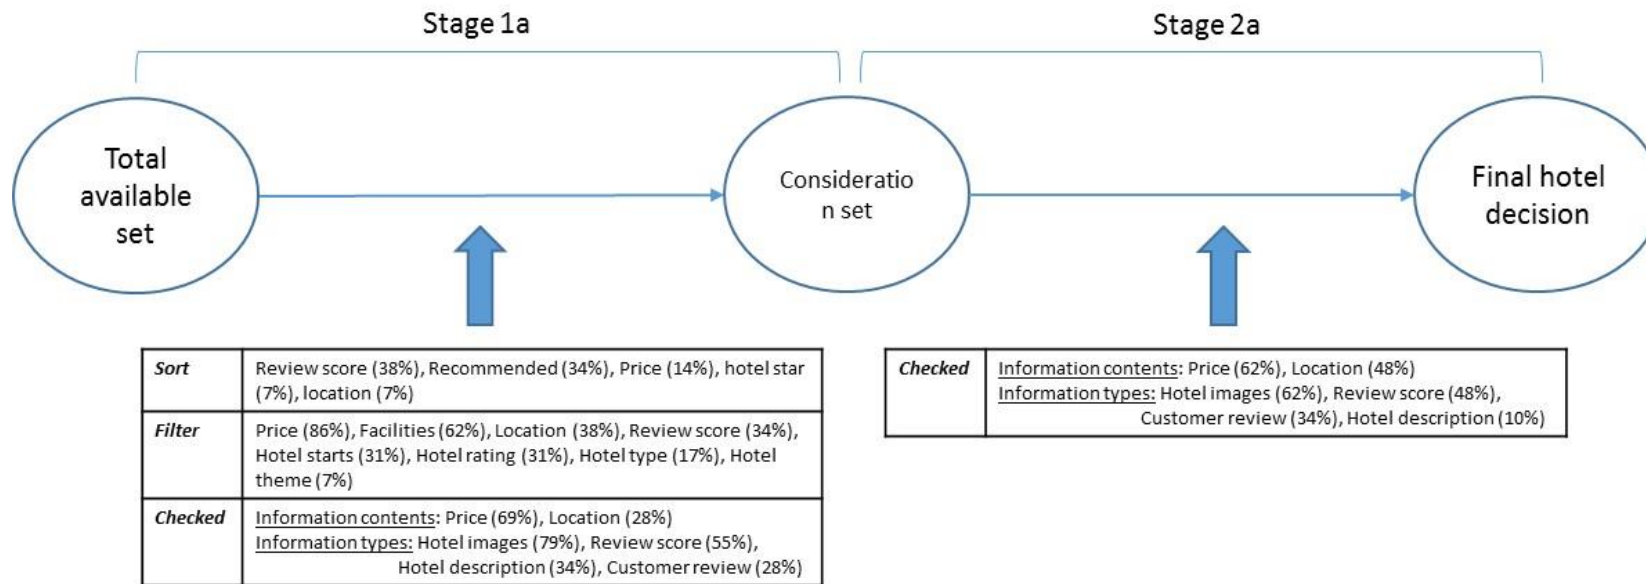 Stage 1a
Stage 2a
Total
available
set
Consideratio
n set
Final hotel
decision
Sort
Review score (38%), Recommended (34%), Price (14%), hotel star
(7%), location (7%)
Filter
Price (86%), Facilities (62%), Location (38%), Review score (34%),
Hotel starts (31%), Hotel rating (31%), Hotel type (17%), Hotel
theme (7%)
Checked
Information contents: Price (69%), Location (28%)
Information types: Hotel images (79%), Review score (55%),
Hotel description (34%), Customer review (28%)
Checked
Information contents: Price (62%), Location (48%)
Information types: Hotel images (62%), Review score (48%),
Customer review (34%), Hotel description (10%)